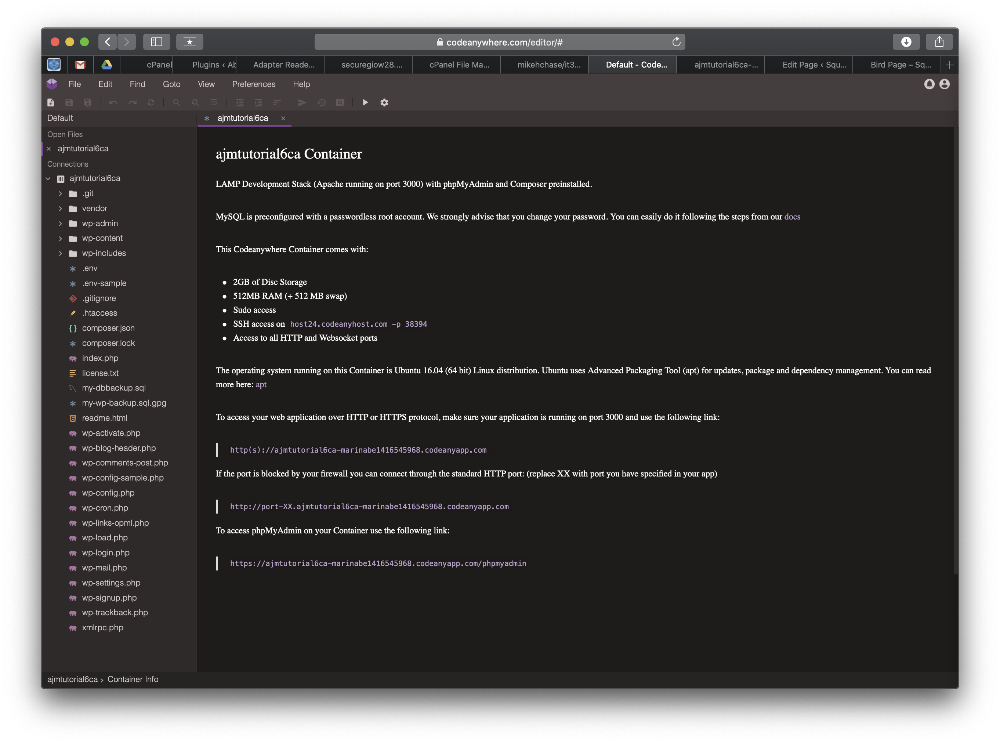 codeanywhere.com/editor/#
cPanel
Plugins ‹ Ab
Adapter Reade...
securegiow28....
cPanel File Ma...
mikehchase/it3...
Default - Code...
ajmtutorial6ca-...
Edit Page ‹ Squ...
Bird Page – Sq...
File Edit Find Goto View Preferences Help
Default
ajmtutorial6ca
Open Files
ajmtutorial6ca
Connections
ajmtutorial6ca
.git
vendor
wp-admin
wp-content
wp-includes
.env
.env-sample
.gitignore
.htaccess
composer.json
composer.lock
index.php
license.txt
my-dbbackup.sql
my-wp-backup.sql.gpg
readme.html
wp-activate.php
wp-blog-header.php
wp-comments-post.php
wp-config-sample.php
wp-config.php
wp-cron.php
wp-links-opml.php
wp-load.php
wp-login.php
wp-mail.php
wp-settings.php
wp-signup.php
wp-trackback.php
xmlrpc.php
ajmtutorial6ca Container
LAMP Development Stack (Apache running on port 3000) with phpMyAdmin and Composer preinstalled.
MySQL is preconfigured with a passwordless root account. We strongly advise that you change your password. You can easily do it following the steps from our docs
This Codeanywhere Container comes with:
• 2GB of Disc Storage
• 512MB RAM (+ 512 MB swap)
• Sudo access
• SSH access on host24.codeanyhost.com -p 38394
• Access to all HTTP and Websocket ports
The operating system running on this Container is Ubuntu 16.04 (64 bit) Linux distribution. Ubuntu uses Advanced Packaging Tool (apt) for updates, package and dependency management. You can read
more here: apt
To access your web application over HTTP or HTTPS protocol, make sure your application is running on port 3000 and use the following link:
http(s)://ajmtutorial6ca-marinabe1416545968.codeanyapp.com
If the port is blocked by your firewall you can connect through the standard HTTP port: (replace XX with port you have specified in your app)
http://port-XX.ajmtutorial6ca-marinabe1416545968.codeanyapp.com
To access phpMyAdmin on your Container use the following link:
https://ajmtutorial6ca-marinabe1416545968.codeanyapp.com/phpmyadmin
ajmtutorial6ca › Container Info